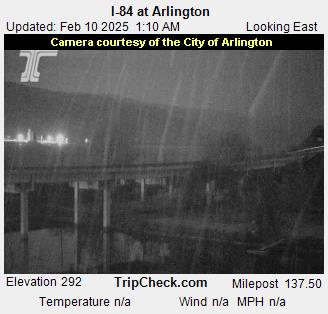 I-84 at Arlington
Updated: Feb 10 2025 1:10 AM Looking East
Camera courtesy of the City of Arlington
Elevation 292 TripCheck.com Milepost 137.50
Temperature n/a Wind n/a MPH n/a